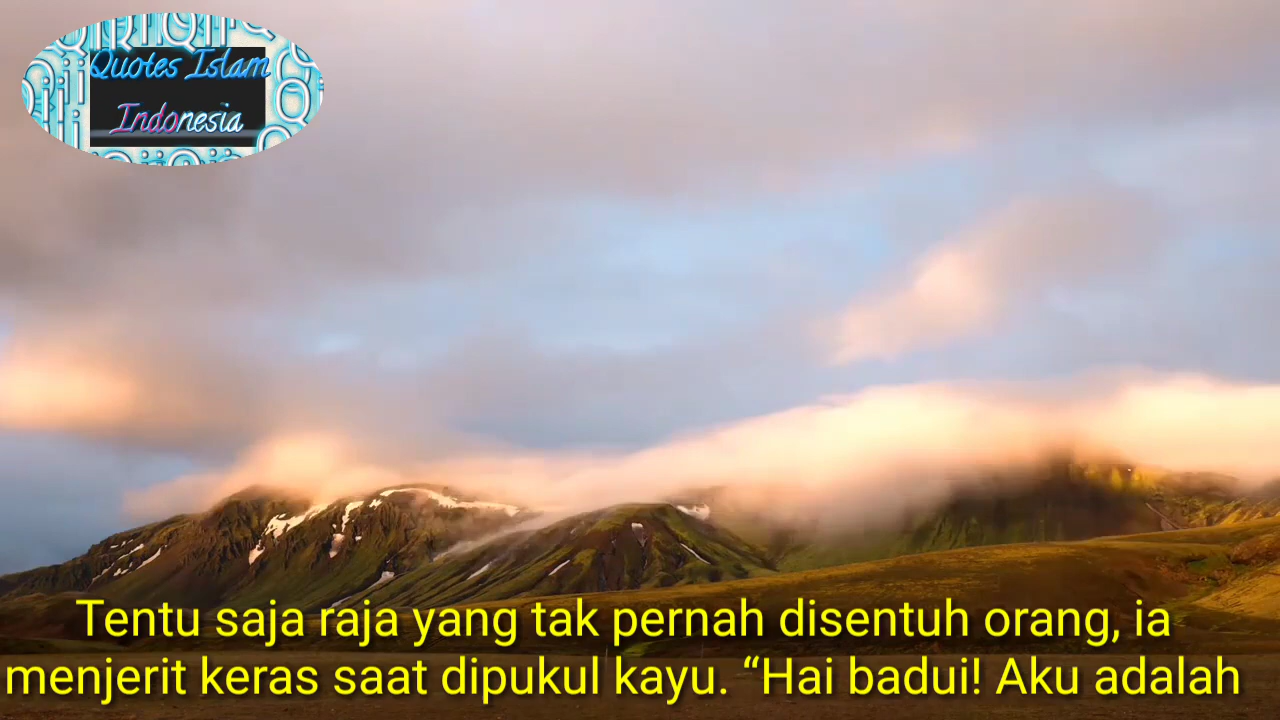 Quotes Islam
Indonesia
Tentu saja raja yang tak pernah disentuh orang, ia
menjerit keras saat dipukul kayu. “Hai badui! Aku adalah